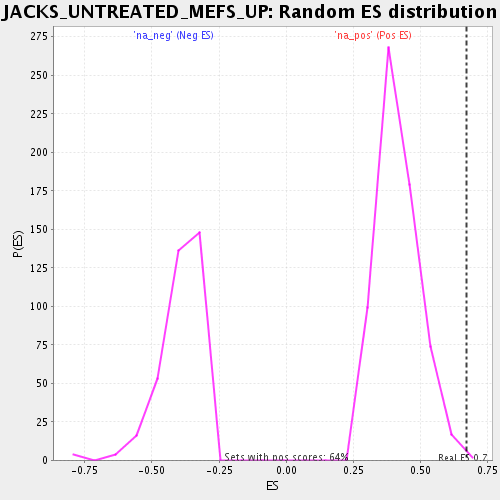 JACKS_UNTREATED_MEFS_UP: Random ES distribution
'na_neg' (Neg ES) 'na_pos' (Pos ES)
275
250
225
200
175
150
125
100
75
50
25
0
P(ES)
Sets with pos scores: 64%
Real ES 0.7
-0.75 -0.50 -0.25 0.00 0.25 0.50 0.75
ES